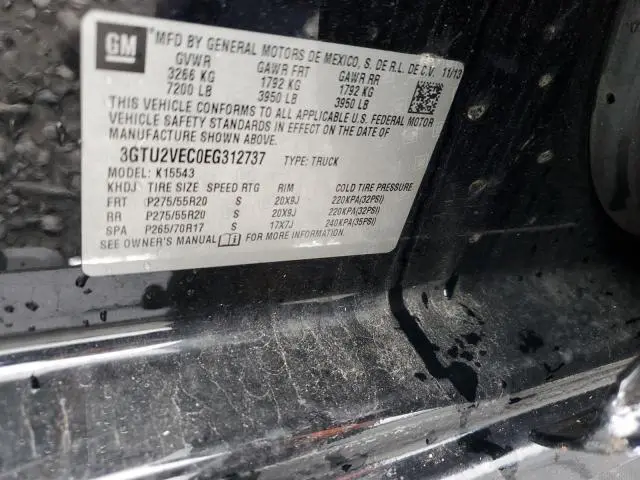 GM
MFD BY GENERAL MOTORS DE MEXICO, S. DE R.L. DE C.V. 11/13
GVWR GAWR FRT GAWR RR
3266 KG 1792 KG 1792 KG
7200 LB 3950 LB 3950 LB
THIS VEHICLE CONFORMS TO ALL APPLICABLE U.S. FEDERAL MOTOR
VEHICLE SAFETY STANDARDS IN EFFECT ON THE DATE OF
MANUFACTURE SHOWN ABOVE.
3GTU2VEC0EG312737 TYPE: TRUCK
MODEL: K15543
KHDJ TIRE SIZE SPEED RTG RIM COLD TIRE PRESSURE
FRT P275/55R20 S 20X9J 220KPA(32PSI)
RR P275/55R20 S 20X9J 220KPA(32PSI)
SPA P265/70R17 S 17X7J 240KPA(35PSI)
SEE OWNER'S MANUAL FOR MORE INFORMATION